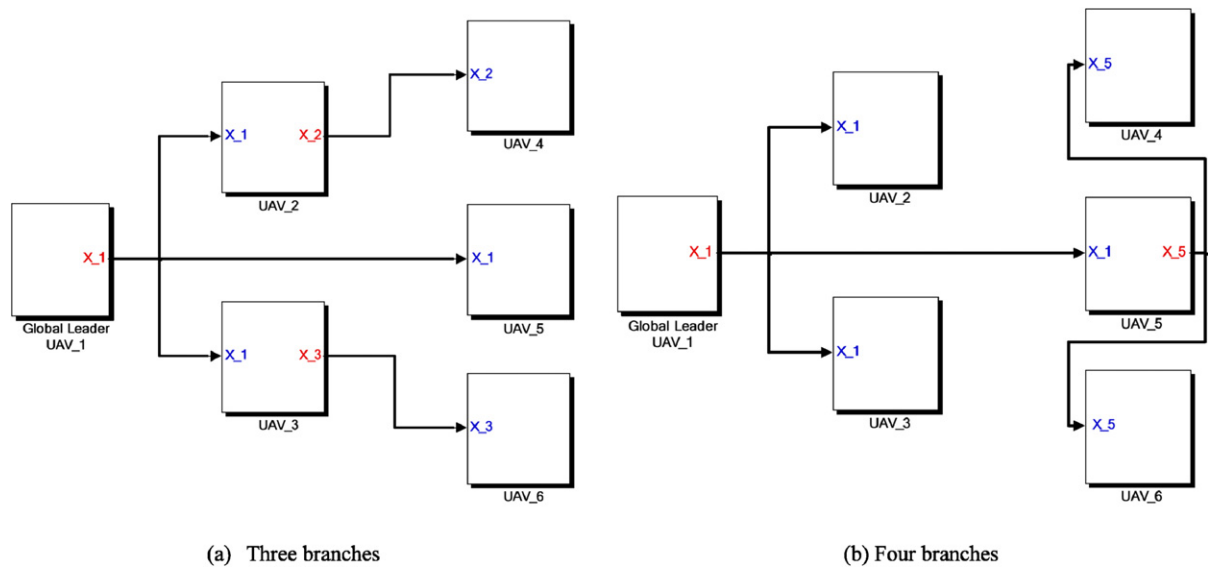 X_2
UAV_4
X_1 X_2
UAV_2
X_1
Global Leader
UAV_1
X_1
UAV_5
X_1 X_3
UAV_3
X_3
UAV_6
(a) Three branches
X_5
UAV_4
X_1
UAV_2
X_1
Global Leader
UAV_1
X_1 X_5
UAV_5
X_1
UAV_3
X_5
UAV_6
(b) Four branches